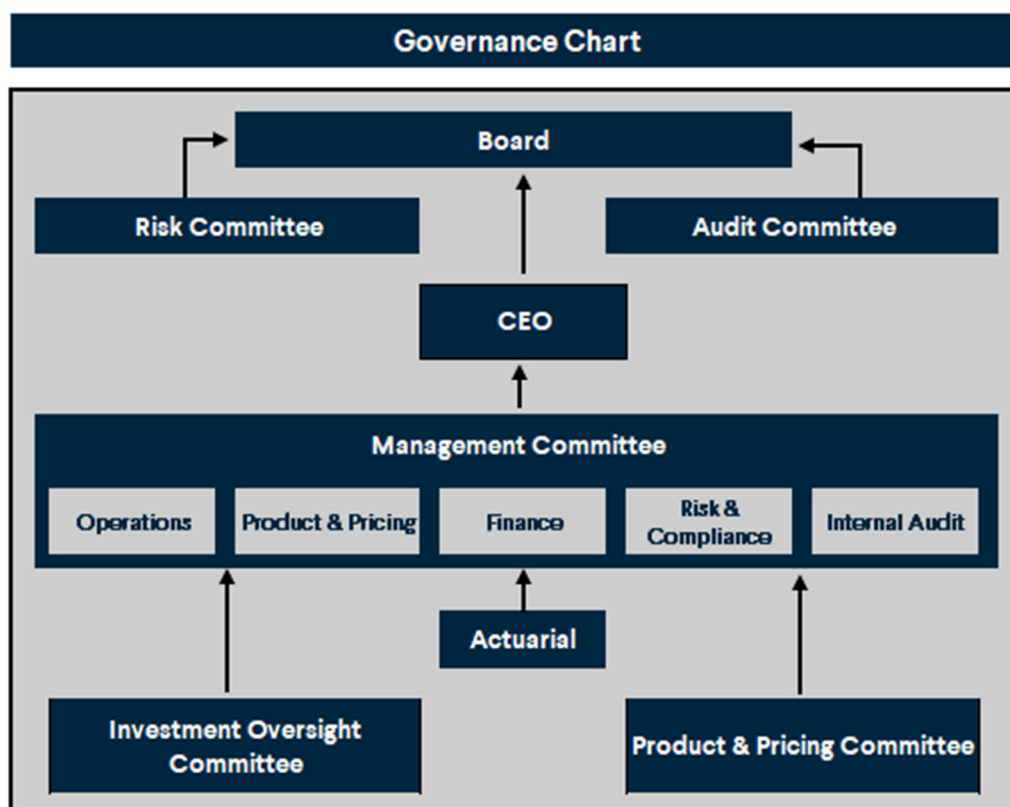 Governance Chart
Board
Risk Committee
Audit Committee
CEO
Management Committee
Operations
Product & Pricing
Finance
Risk &
Compliance
Internal Audit
Actuarial
Investment Oversight
Committee
Product & Pricing Committee